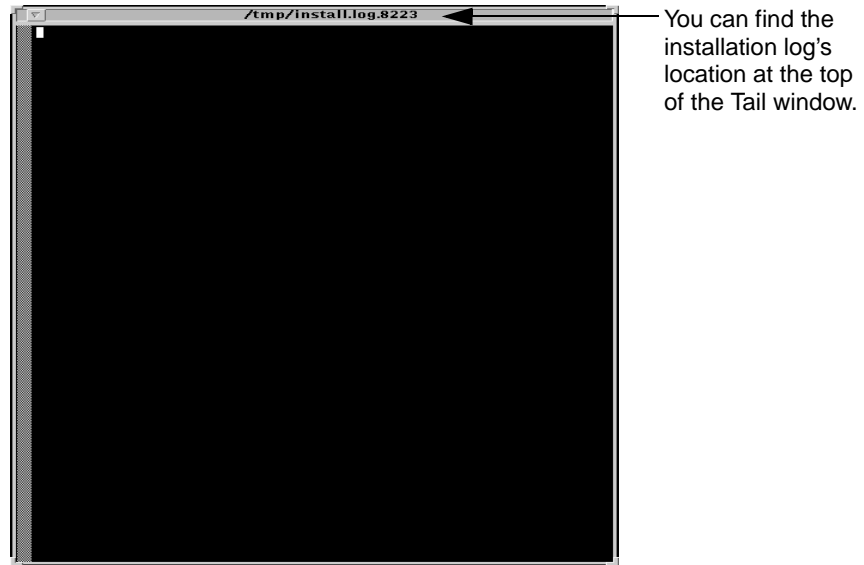 /tmp/install.log.8223
You can find the
installation log's
location at the top
of the Tail window.